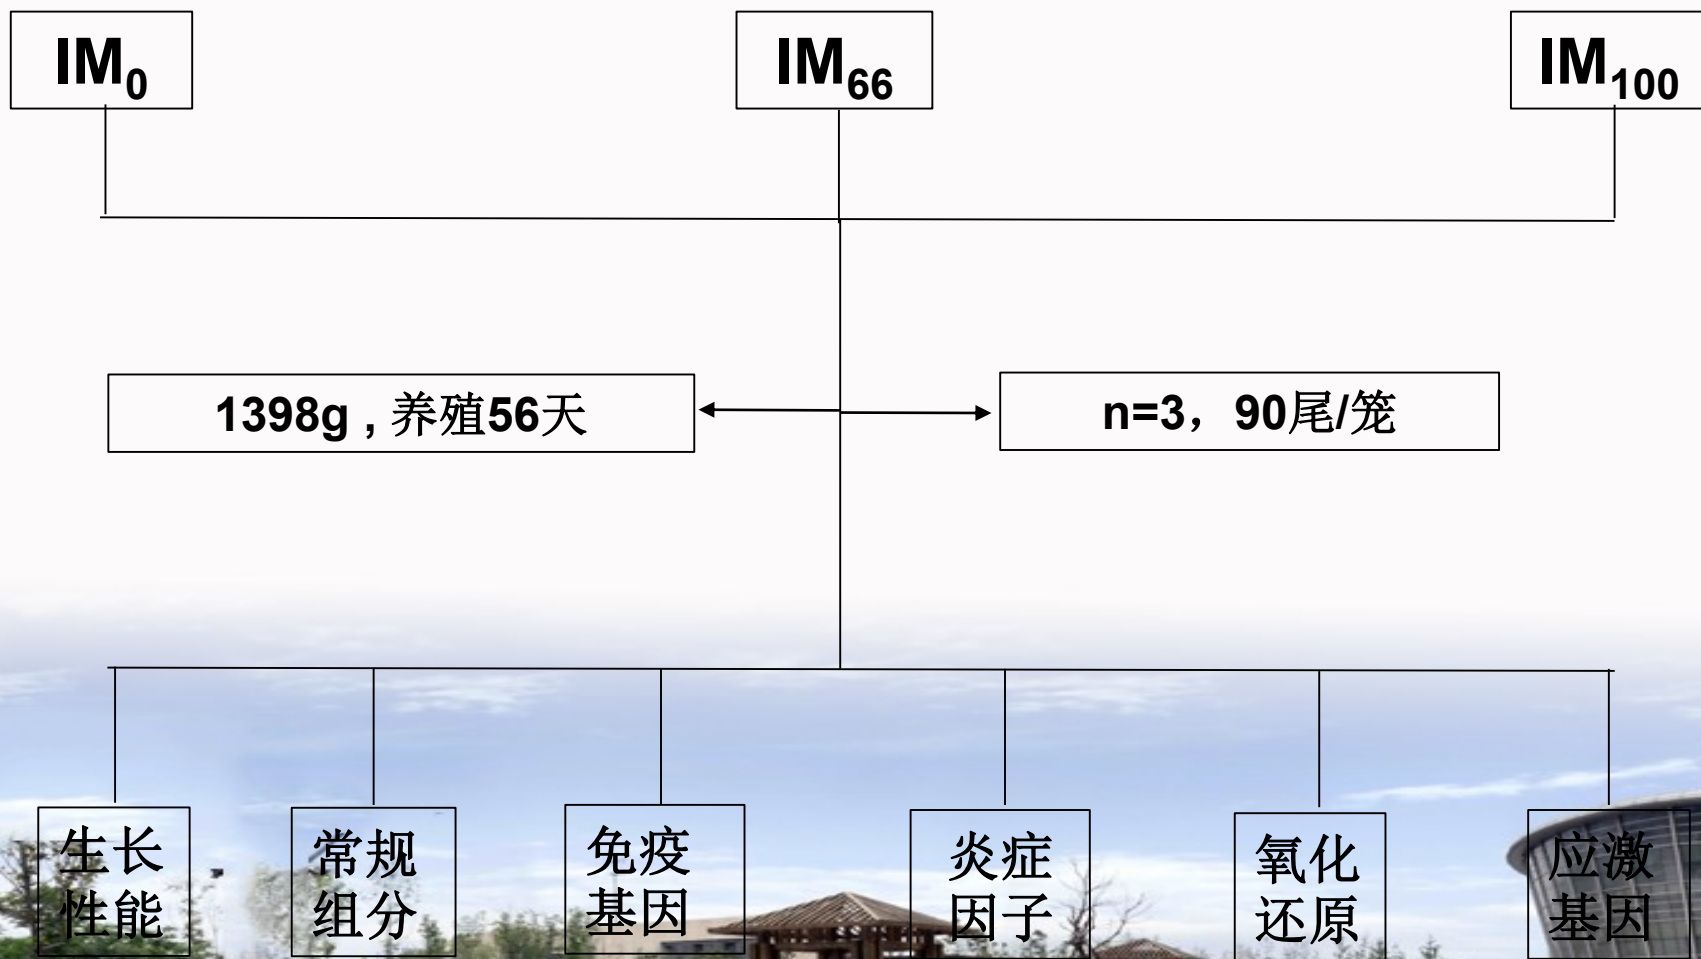 IM₀
IM₆₆
IM₁₀₀
1398g , 养殖56天
n=3，90尾/笼
生长
性能
常规
组分
免疫
基因
炎症
因子
氧化
还原
应激
基因